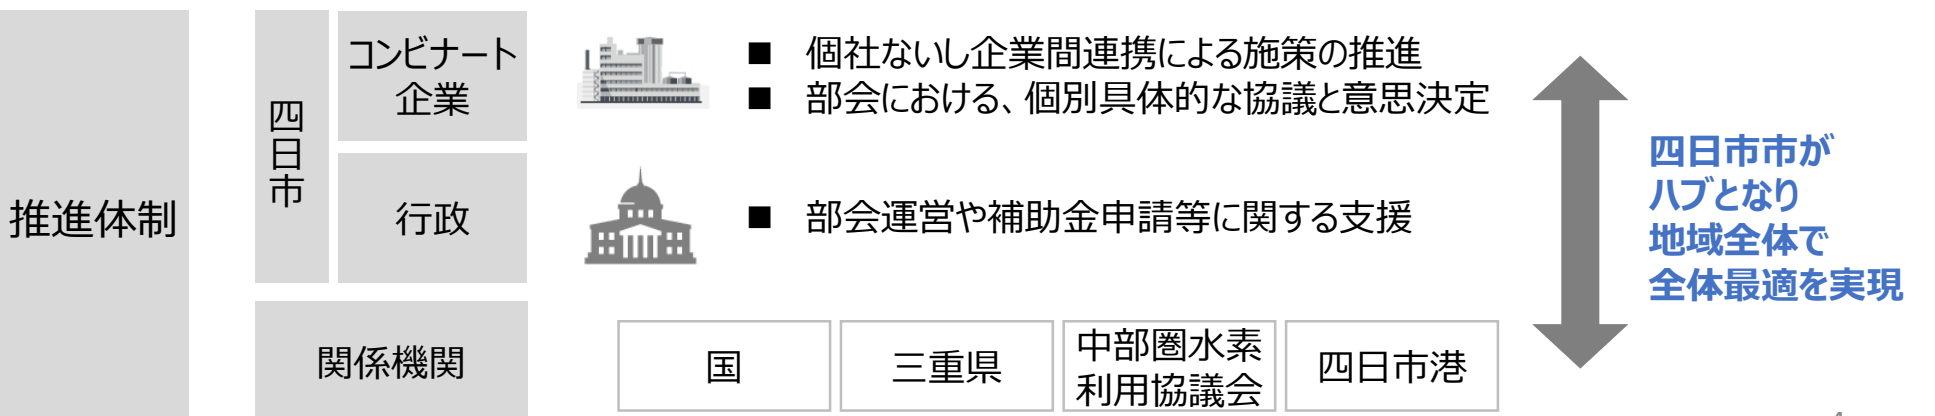 推進体制
四日市
コンビナート
企業
■ 個社ないし企業間連携による施策の推進
■ 部会における、個別具体的な協議と意思決定
行政
■ 部会運営や補助金申請等に関する支援
四日市市が
ハブとなり
地域全体で
全体最適を実現
関係機関
国
三重県
中部圏水素
利用協議会
四日市港